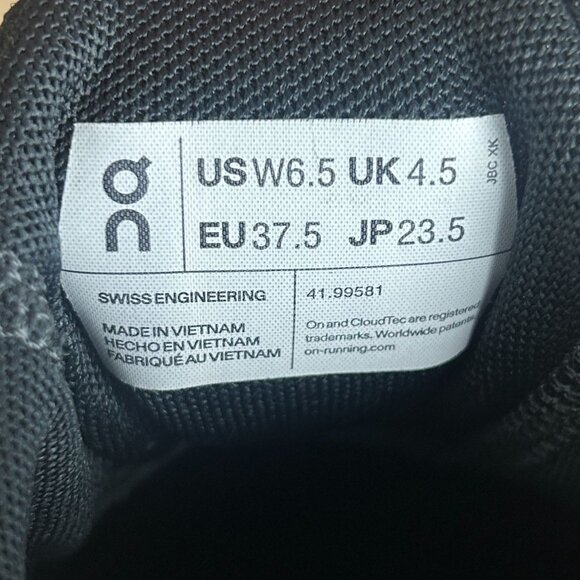 on
US W6.5 UK 4.5
EU 37.5 JP 23.5
JBC XK
SWISS ENGINEERING
41.99581
MADE IN VIETNAM
HECHO EN VIETNAM
FABRIQUÉ AU VIETNAM
On and CloudTec are registered
trademarks. Worldwide patents
on-running.com